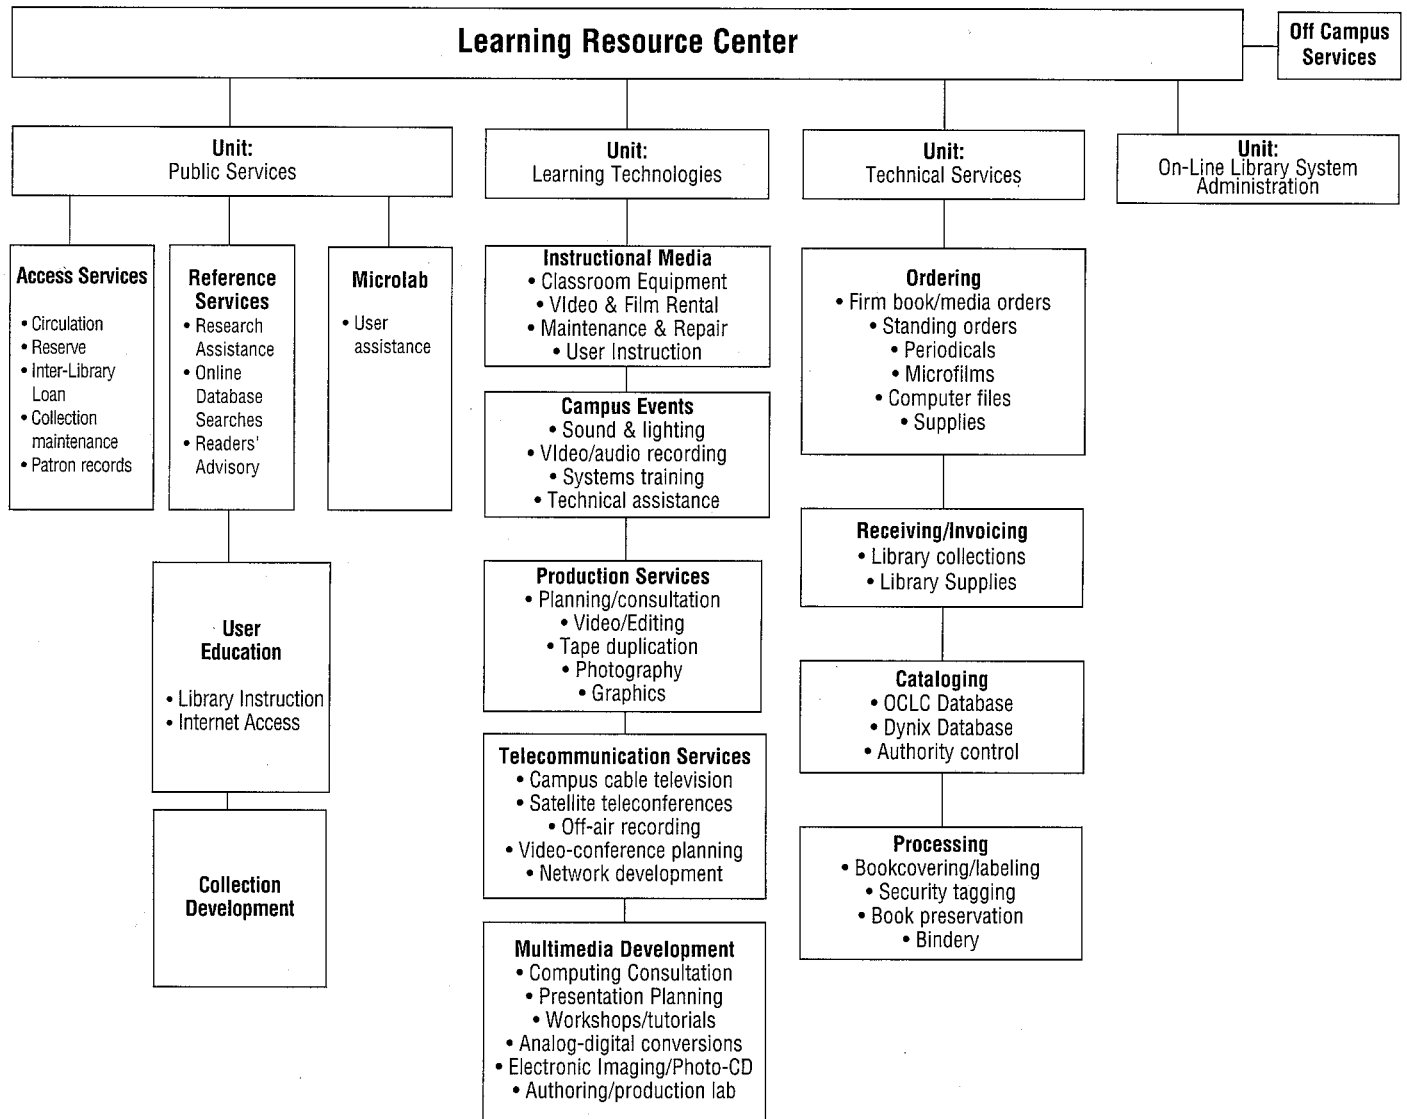 Learning Resource Center
Off Campus
Services
Unit:
Public Services
Unit:
Learning Technologies
Unit:
Technical Services
Unit:
On-Line Library System
Administration
Access Services
• Circulation
• Reserve
• Inter-Library
Loan
• Collection
maintenance
• Patron records
Reference
Services
• Research
Assistance
• Online
Database
Searches
• Readers'
Advisory
Microlab
• User
assistance
User
Education
• Library Instruction
• Internet Access
Collection
Development
Instructional Media
• Classroom Equipment
• VIdeo & Film Rental
• Maintenance & Repair
• User Instruction
Campus Events
• Sound & lighting
• VIdeo/audio recording
• Systems training
• Technical assistance
Production Services
• Planning/consultation
• Video/Editing
• Tape duplication
• Photography
• Graphics
Telecommunication Services
• Campus cable television
• Satellite teleconferences
• Off-air recording
• Video-conference planning
• Network development
Multimedia Development
• Computing Consultation
• Presentation Planning
• Workshops/tutorials
• Analog-digital conversions
• Electronic Imaging/Photo-CD
• Authoring/production lab
Ordering
• Firm book/media orders
• Standing orders
• Periodicals
• Microfilms
• Computer files
• Supplies
Receiving/Invoicing
• Library collections
• Library Supplies
Cataloging
• OCLC Database
• Dynix Database
• Authority control
Processing
• Bookcovering/labeling
• Security tagging
• Book preservation
• Bindery